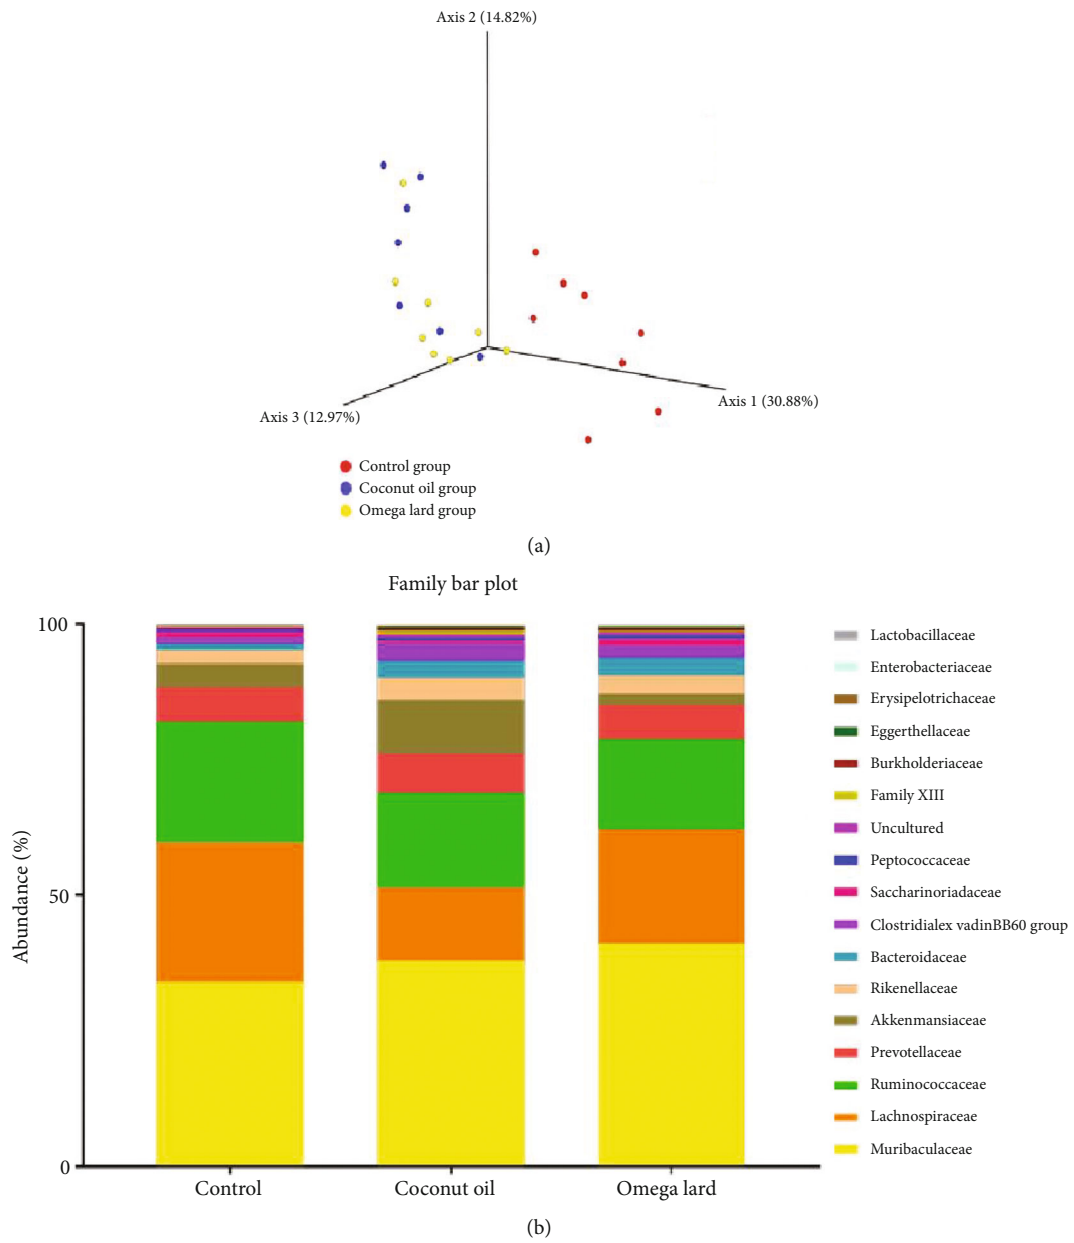 Axis 2 (14.82%)
Axis 1 (30.88%)
Axis 3 (12.97%)
Control group
Coconut oil group
Omega lard group
(a)
Family bar plot
Abundance (%)
100
50
0
Control
Coconut oil
Omega lard
Lactobacillaceae
Enterobacteriaceae
Erysipelotrichaceae
Eggerthellaceae
Burkholderiaceae
Family XIII
Uncultured
Peptococcaceae
Saccharinoriadaceae
Clostridialex vadinBB60 group
Bacteroidaceae
Rikenellaceae
Akkenmansiaceae
Prevotellaceae
Ruminococcaceae
Lachnospiraceae
Muribaculaceae
(b)